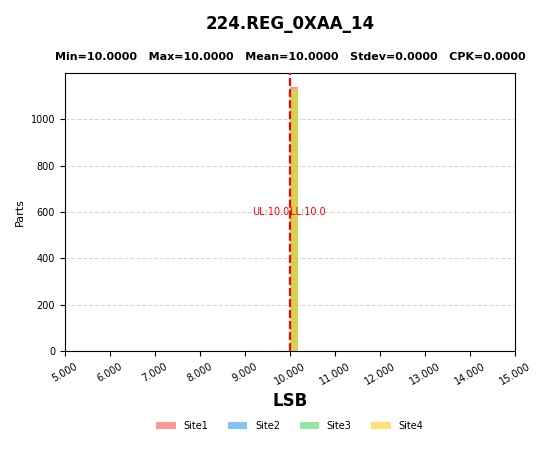 224.REG_0XAA_14
Min=10.0000 Max=10.0000 Mean=10.0000 Stdev=0.0000 CPK=0.0000
Parts
1000
800
600
400
200
0
UL:10.0 LL:10.0
5.000 6.000 7.000 8.000 9.000 10.000 11.000 12.000 13.000 14.000 15.000
LSB
Site1 Site2 Site3 Site4